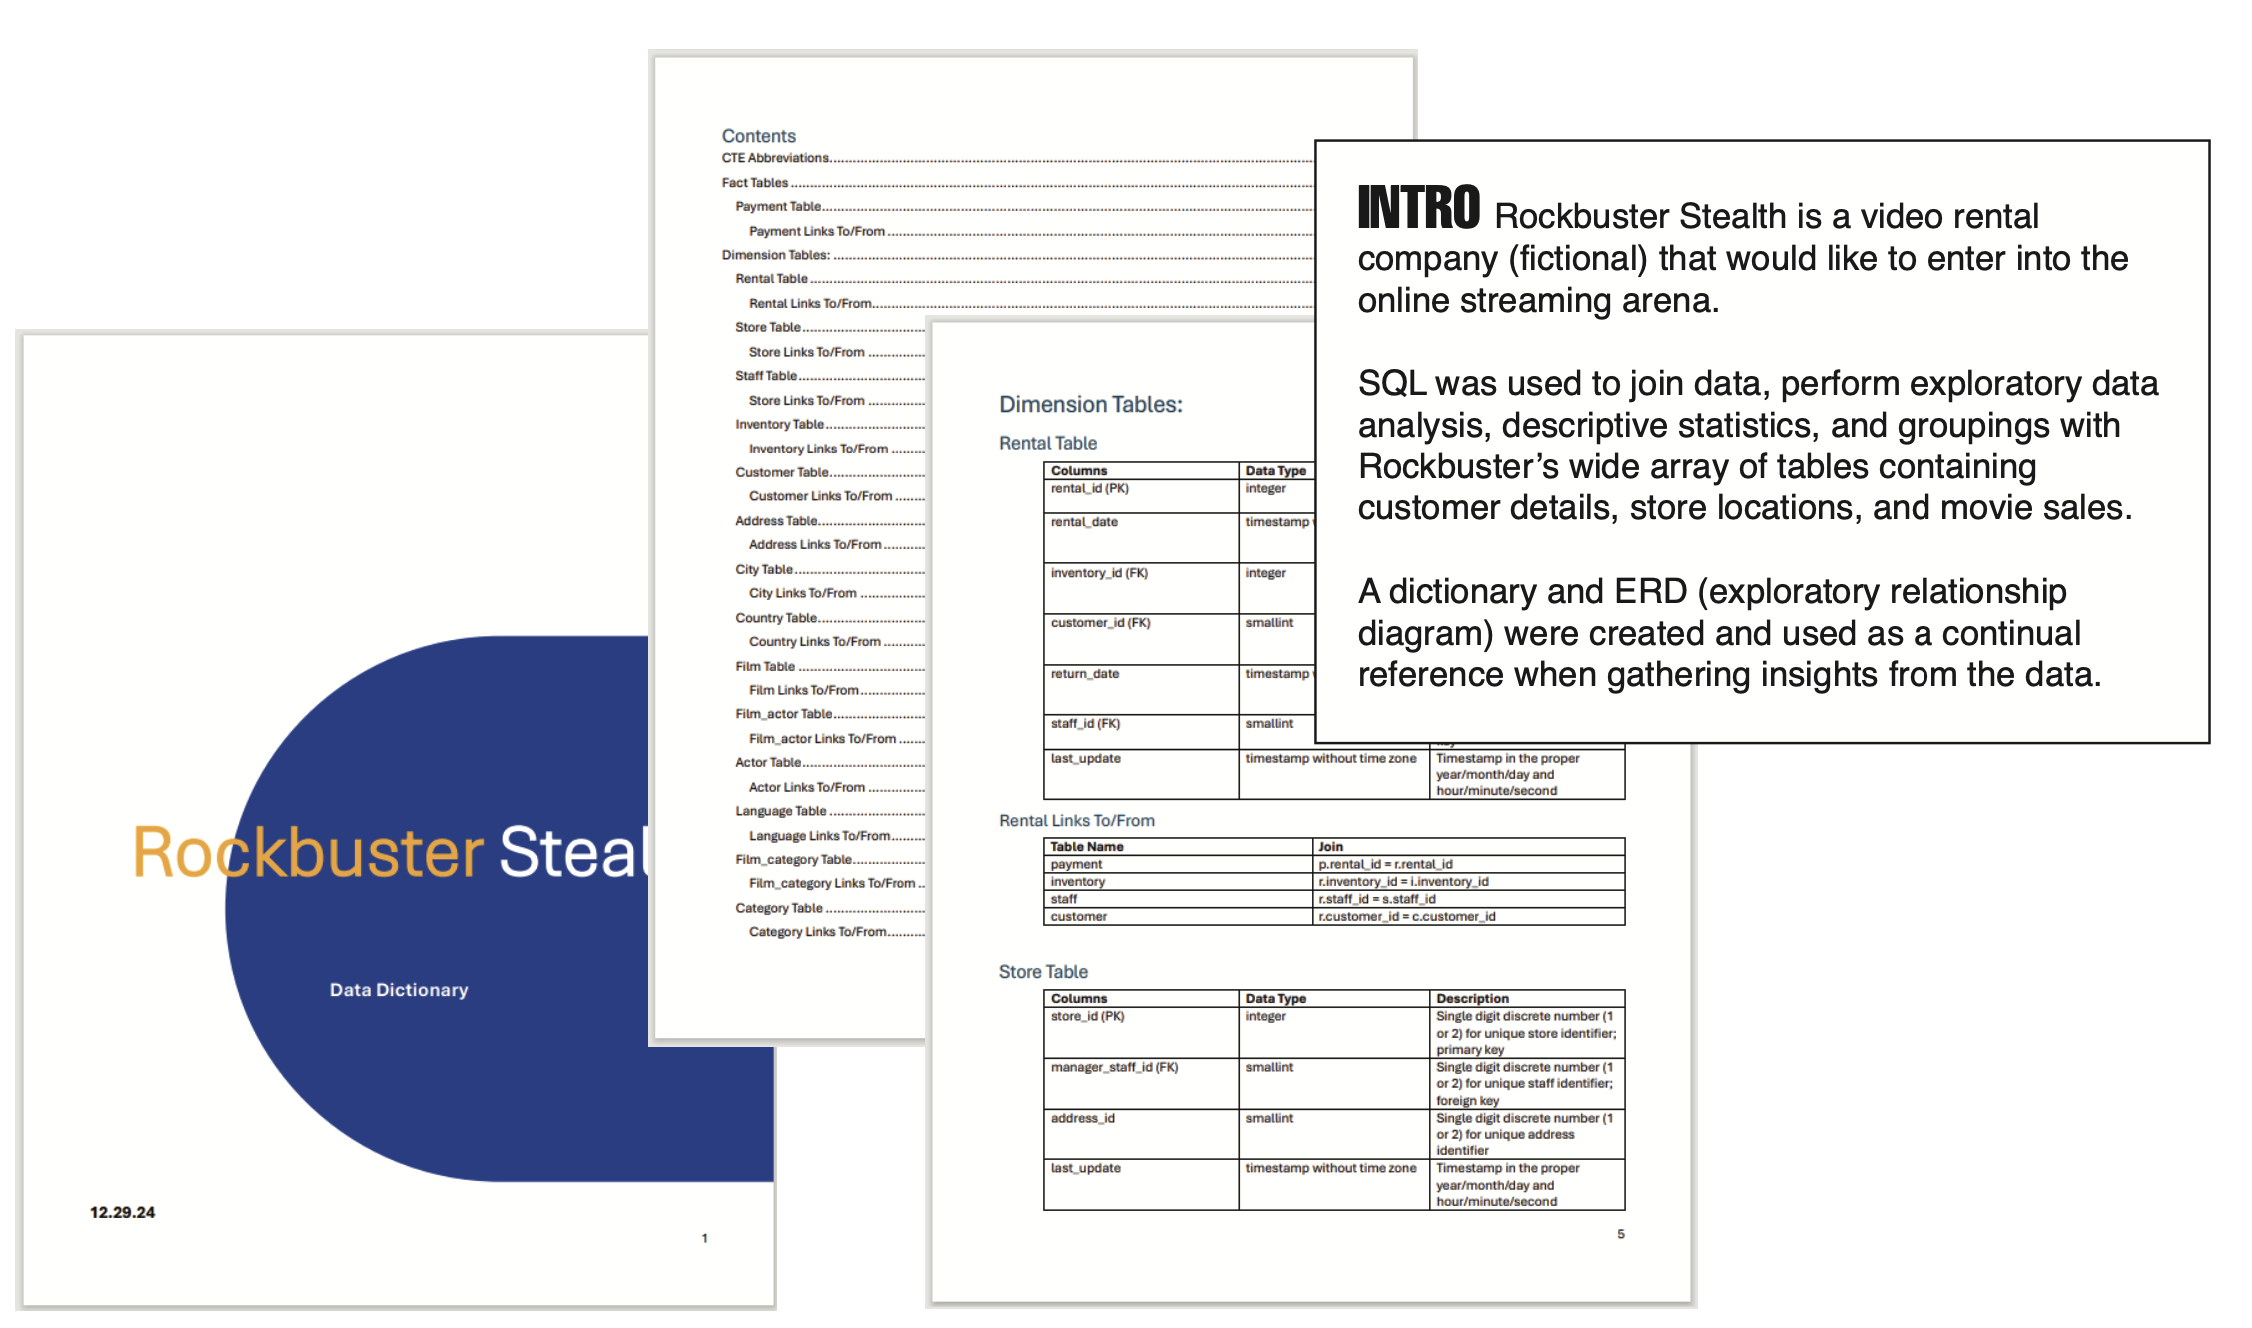 Rockbuster Steal
Data Dictionary
12.29.24
1
Contents
CTE Abbreviations
Fact Tables
Payment Table
Payment Links To/From
Dimension Tables:
Rental Table
Rental Links To/From
Store Table
Store Links To/From
Staff Table
Store Links To/From
Inventory Table
Inventory Links To/From
Customer Table
Customer Links To/From
Address Table
Address Links To/From
City Table
City Links To/From
Country Table
Country Links To/From
Film Table
Film Links To/From
Film_actor Table
Film_actor Links To/From
Actor Table
Actor Links To/From
Language Table
Language Links To/From
Film_category Table
Film_category Links To/From
Category Table
Category Links To/From
Dimension Tables:
Rental Table
Columns Data Type
rental_id (PK) integer
rental_date timestamp
inventory_id (FK) integer
customer_id (FK) smallint
return_date timestamp
staff_id (FK) smallint
last_update timestamp without time zone Timestamp in the proper
year/month/day and
hour/minute/second
Rental Links To/From
Table Name Join
payment p.rental_id = r.rental_id
inventory r.inventory_id = i.inventory_id
staff r.staff_id = s.staff_id
customer r.customer_id = c.customer_id
Store Table
Columns Data Type Description
store_id (PK) integer Single digit discrete number (1
or 2) for unique store identifier;
primary key
manager_staff_id (FK) smallint Single digit discrete number (1
or 2) for unique staff identifier;
foreign key
address_id smallint Single digit discrete number (1
or 2) for unique address
identifier
last_update timestamp without time zone Timestamp in the proper
year/month/day and
hour/minute/second
5
INTRO Rockbuster Stealth is a video rental
company (fictional) that would like to enter into the
online streaming arena.
SQL was used to join data, perform exploratory data
analysis, descriptive statistics, and groupings with
Rockbuster’s wide array of tables containing
customer details, store locations, and movie sales.
A dictionary and ERD (exploratory relationship
diagram) were created and used as a continual
reference when gathering insights from the data.